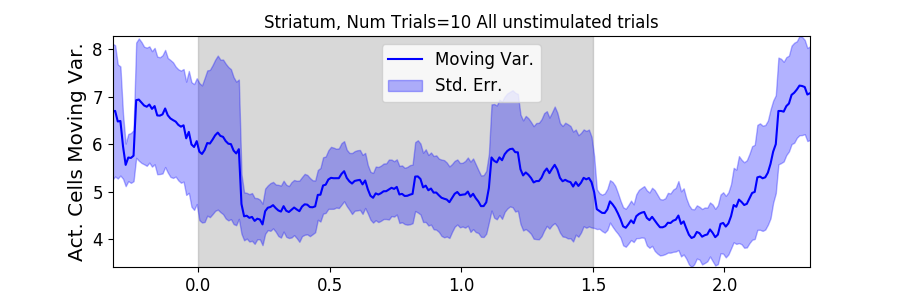 Striatum, Num Trials=10 All unstimulated trials
Act. Cells Moving Var.
8
7
6
5
4
Moving Var.
Std. Err.
0.0 0.5 1.0 1.5 2.0